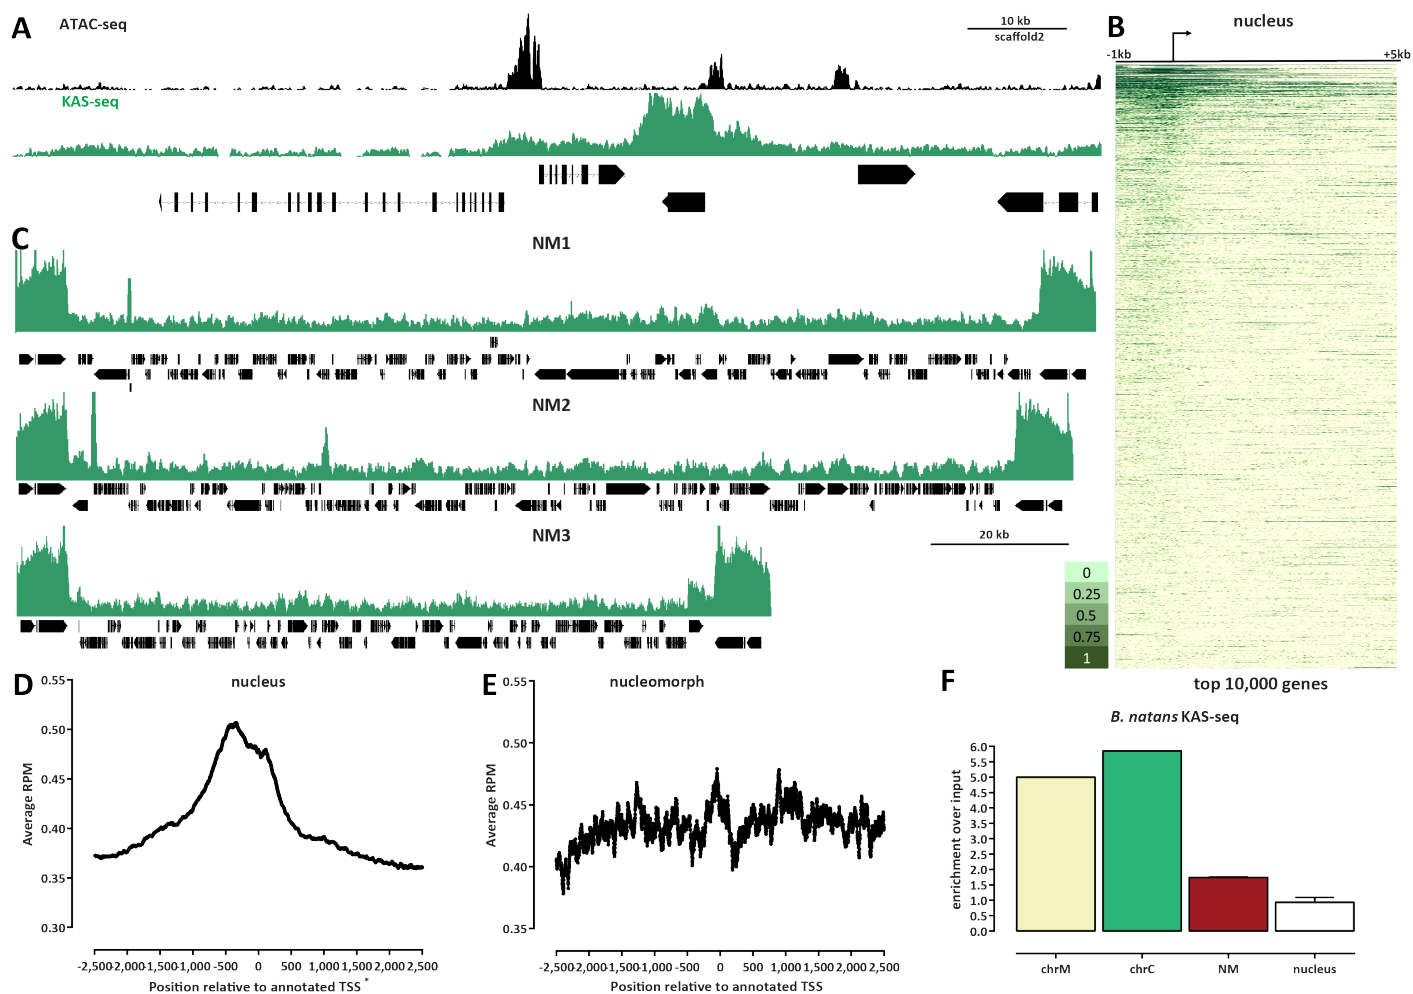 A
ATAC-seq
10 kb
scaffold2
KAS-seq
B
nucleus
-1kb
+5kb
C
NM1
NM2
NM3
20 kb
0
0.25
0.5
0.75
1
top 10,000 genes
D
nucleus
0.55
0.50
0.45
0.40
0.35
0.30
Average RPM
-2,500 2,000 -1,500 -1,000 -500 0 500 1,000 1,500 2,000 2,500
Position relative to annotated TSS *
E
nucleomorph
0.55
0.50
0.45
0.40
0.35
Average RPM
-2,500 2,000 -1,500 -1,000 -500 0 500 1,000 1,500 2,000 2,500
Position relative to annotated TSS
F
B. natans KAS-seq
6.0
5.5
5.0
4.5
4.0
3.5
3.0
2.5
2.0
1.5
1.0
0.5
0.0
enrichment over input
chrM chrC NM nucleus